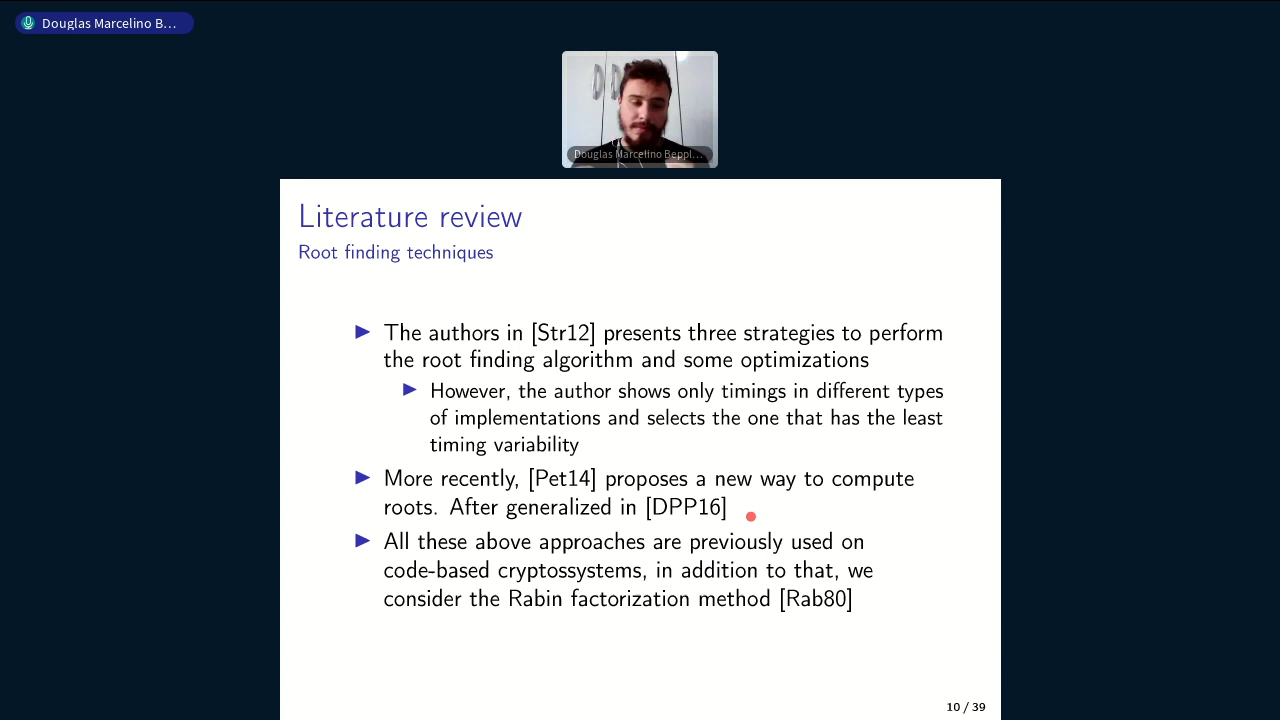 Douglas Marcelino B...
Douglas Marcelino Beppl...
Literature review
Root finding techniques
▶ The authors in [Str12] presents three strategies to perform
the root finding algorithm and some optimizations
▶ However, the author shows only timings in different types
of implementations and selects the one that has the least
timing variability
▶ More recently, [Pet14] proposes a new way to compute
roots. After generalized in [DPP16]
▶ All these above approaches are previously used on
code-based cryptossystems, in addition to that, we
consider the Rabin factorization method [Rab80]
10 / 39